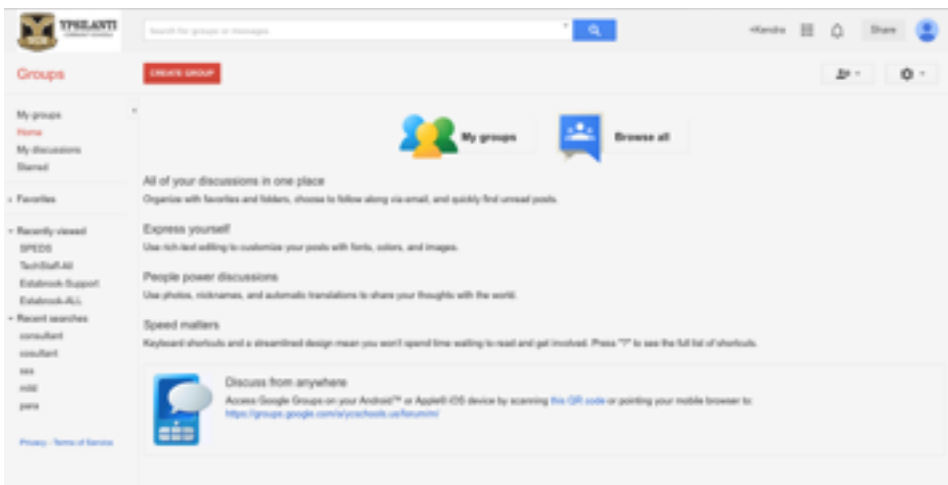 YPSILANTI
COMMUNITY SCHOOLS
Search for groups or messages
+Kendra
Share
Groups
CREATE GROUP
My groups
Home
My discussions
Starred
Favorites
Recently viewed
SPEDS
TechStaff-All
Estabrook-Support
Estabrook-ALL
Recent searches
consultant
cosultant
mild
para
Privacy - Terms of Service
My groups
Browse all
All of your discussions in one place
Organize with favorites and folders, choose to follow along via email, and quickly find unread posts.
Express yourself
Use rich-text editing to customize your posts with fonts, colors, and images.
People power discussions
Use photos, nicknames, and automatic translations to share your thoughts with the world.
Speed matters
Keyboard shortcuts and a streamlined design mean you won't spend time waiting to read and get involved. Press "?" to see the full list of shortcuts.
Discuss from anywhere
Access Google Groups on your Android™ or Apple® iOS device by scanning this QR code or pointing your mobile browser to:
https://groups.google.com/a/ycschools.us/forum/m/